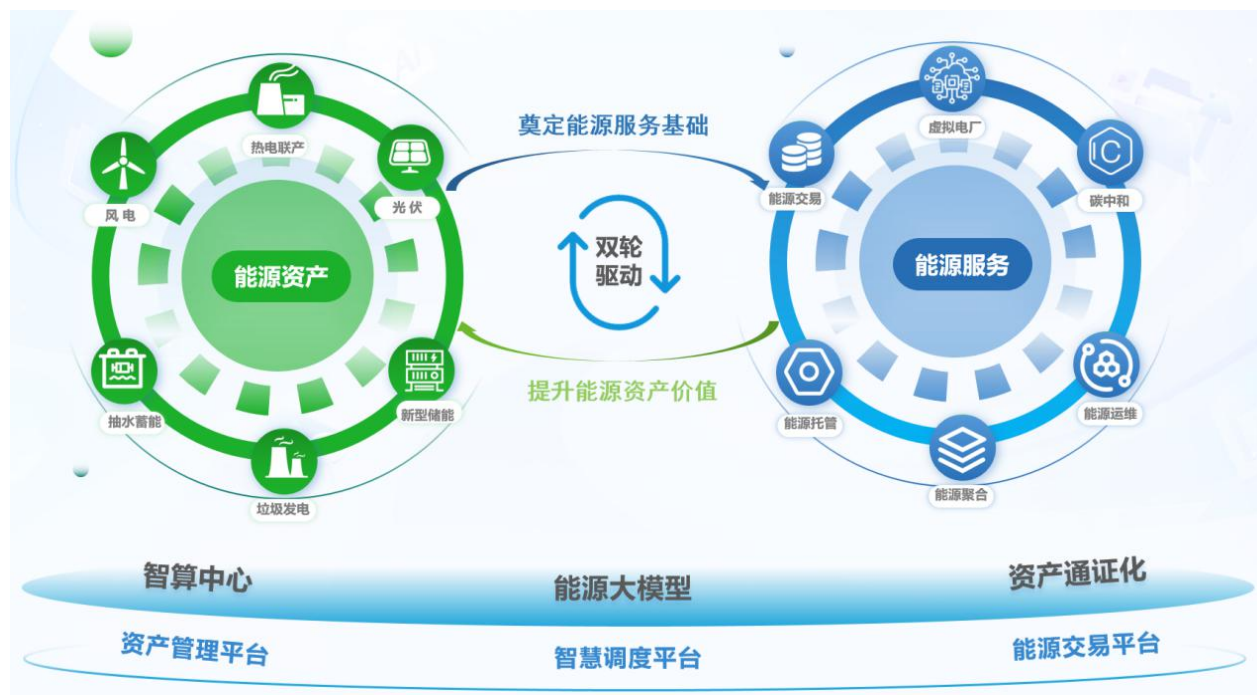 热电联产
风电
光伏
能源资产
抽水蓄能
新型储能
垃圾发电
奠定能源服务基础
双轮
驱动
提升能源资产价值
虚拟电厂
能源交易
碳中和
能源服务
能源托管
能源运维
能源聚合
智算中心
能源大模型
资产通证化
资产管理平台
智慧调度平台
能源交易平台